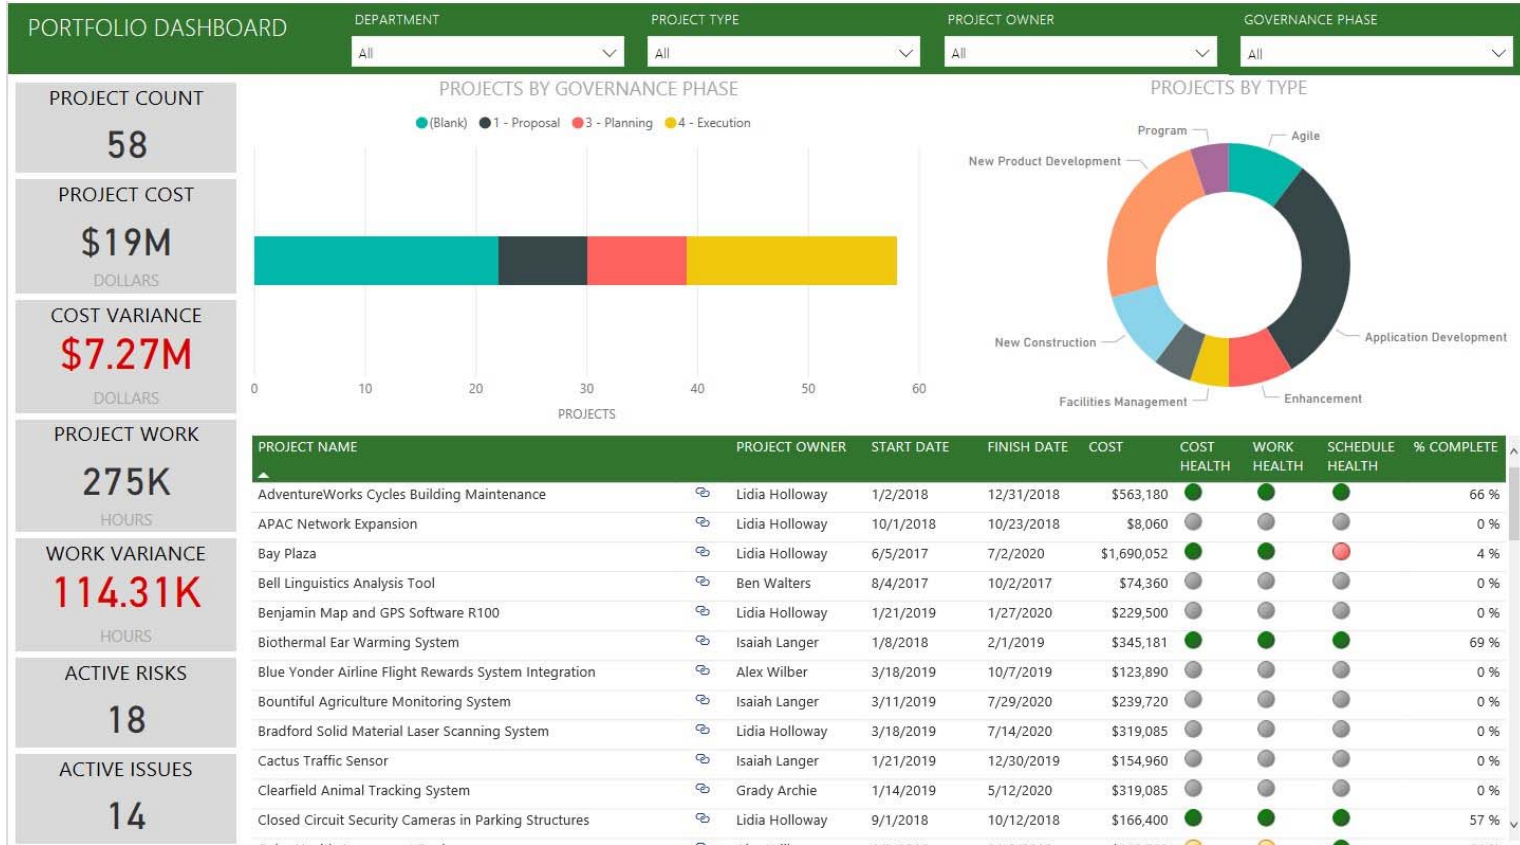 PORTFOLIO DASHBOARD
DEPARTMENT
All
PROJECT TYPE
All
PROJECT OWNER
All
GOVERNANCE PHASE
All
PROJECT COUNT
58
PROJECT COST
$19M
DOLLARS
COST VARIANCE
$7.27M
DOLLARS
PROJECT WORK
275K
HOURS
WORK VARIANCE
114.31K
HOURS
ACTIVE RISKS
18
ACTIVE ISSUES
14
PROJECTS BY GOVERNANCE PHASE
(Blank) 1 - Proposal 3 - Planning 4 - Execution
0 10 20 30 40 50 60
PROJECTS
PROJECTS BY TYPE
Program
Agile
New Product Development
New Construction
Application Development
Facilities Management
Enhancement
PROJECT NAME PROJECT OWNER START DATE FINISH DATE COST COST HEALTH WORK HEALTH SCHEDULE HEALTH % COMPLETE
AdventureWorks Cycles Building Maintenance Lidia Holloway 1/2/2018 12/31/2018 $563,180 66 %
APAC Network Expansion Lidia Holloway 10/1/2018 10/23/2018 $8,060 0 %
Bay Plaza Lidia Holloway 6/5/2017 7/2/2020 $1,690,052 4 %
Bell Linguistics Analysis Tool Ben Walters 8/4/2017 10/2/2017 $74,360 0 %
Benjamin Map and GPS Software R100 Lidia Holloway 1/21/2019 1/27/2020 $229,500 0 %
Biothermal Ear Warming System Isaiah Langer 1/8/2018 2/1/2019 $345,181 69 %
Blue Yonder Airline Flight Rewards System Integration Alex Wilber 3/18/2019 10/7/2019 $123,890 0 %
Bountiful Agriculture Monitoring System Isaiah Langer 3/11/2019 7/29/2020 $239,720 0 %
Bradford Solid Material Laser Scanning System Lidia Holloway 3/18/2019 7/14/2020 $319,085 0 %
Cactus Traffic Sensor Isaiah Langer 1/21/2019 12/30/2019 $154,960 0 %
Clearfield Animal Tracking System Grady Archie 1/14/2019 5/12/2020 $319,085 0 %
Closed Circuit Security Cameras in Parking Structures Lidia Holloway 9/1/2018 10/12/2018 $166,400 57 %